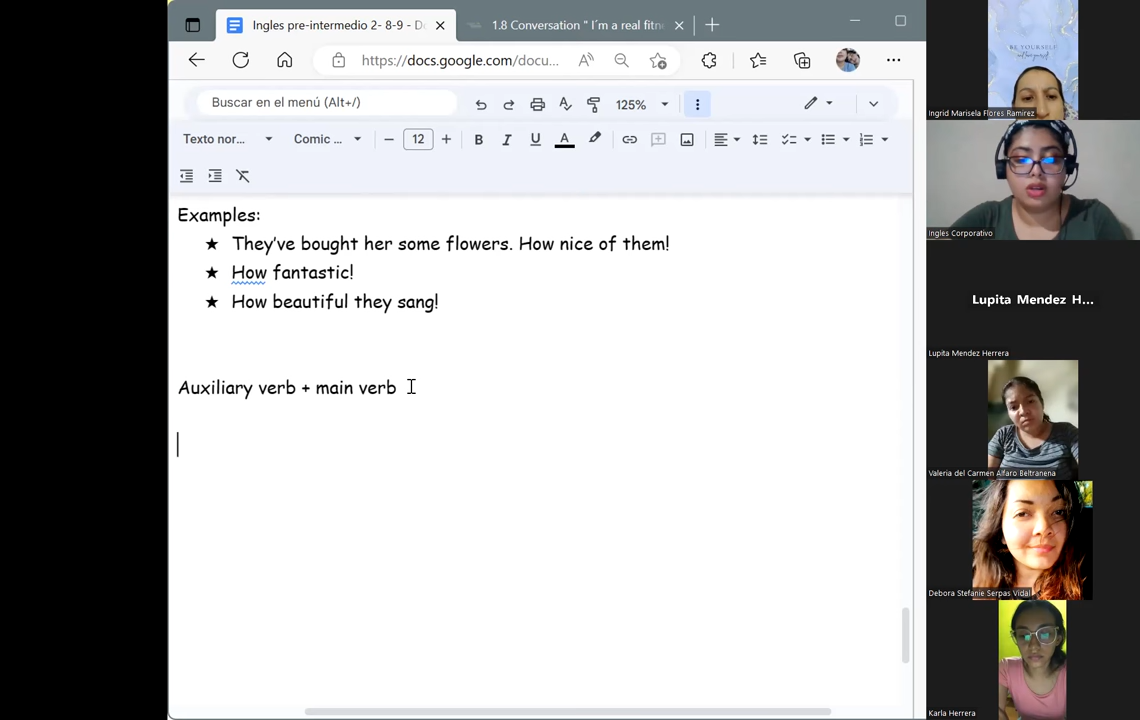 Ingles pre-intermedio 2- 8-9 - Do
1.8 Conversation " I´m a real fitn
https://docs.google.com/docu...
Buscar en el menú (Alt+/)
125%
Texto nor...
Comic ...
12
Examples:
★ They've bought her some flowers. How nice of them!
★ How fantastic!
★ How beautiful they sang!
Auxiliary verb + main verb
BE YOURSELF
Ingrid Marisela Flores Ramirez
Ingles Corporativo
Lupita Mendez H...
Lupita Mendez Herrera
Valeria del Carmen Alfaro Beltranena
Debora Stefanie Serpas Vidal
Karla Herrera